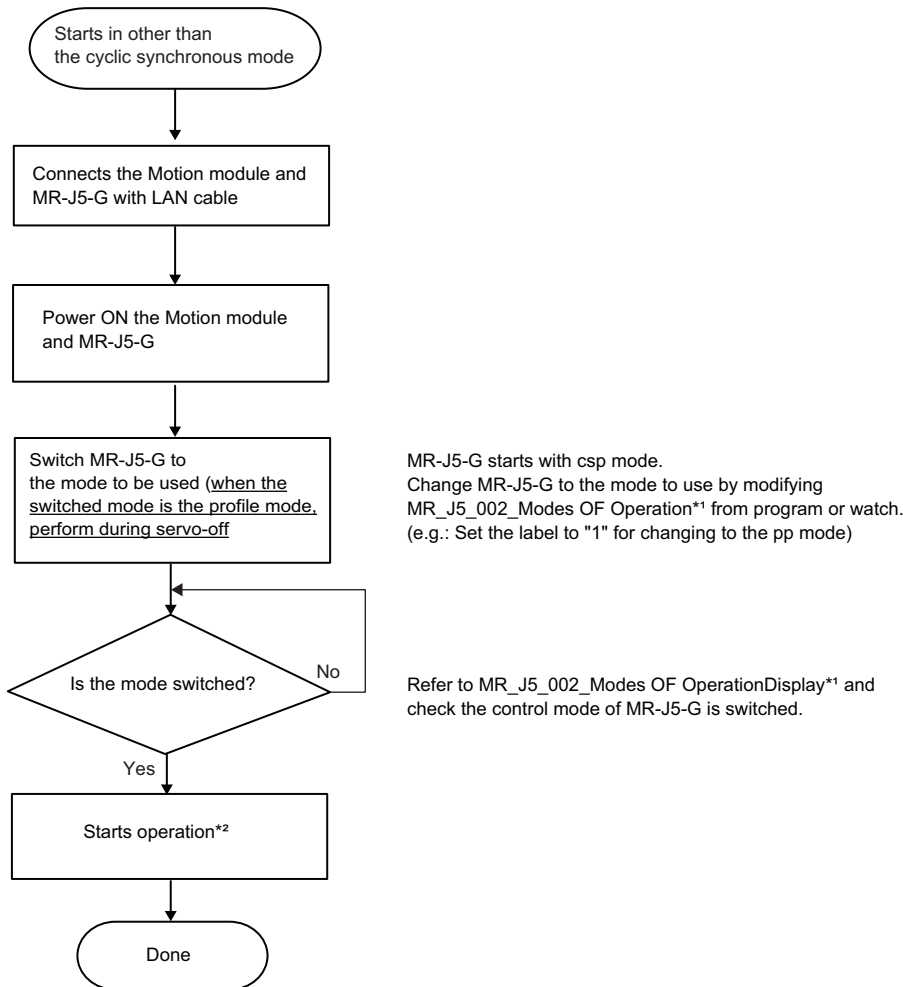 Starts in other than
the cyclic synchronous mode
Connects the Motion module and
MR-J5-G with LAN cable
Power ON the Motion module
and MR-J5-G
Switch MR-J5-G to
the mode to be used (when the
switched mode is the profile mode,
perform during servo-off
MR-J5-G starts with csp mode.
Change MR-J5-G to the mode to use by modifying
MR_J5_002_Modes OF Operation*¹ from program or watch.
(e.g.: Set the label to "1" for changing to the pp mode)
Is the mode switched?
No
Refer to MR_J5_002_Modes OF OperationDisplay*¹ and
check the control mode of MR-J5-G is switched.
Yes
Starts operation*²
Done